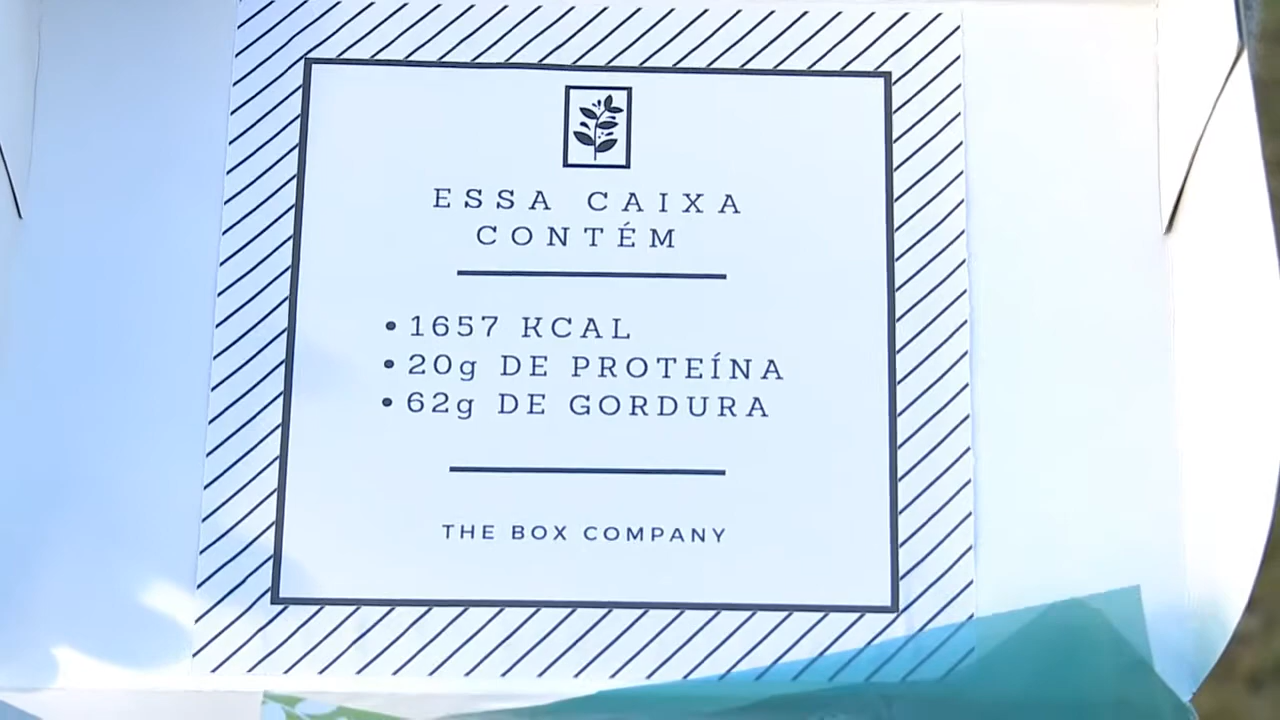 ESSA CAIXA
CONTÉM
• 1657 KCAL
• 20g DE PROTEÍNA
• 62g DE GORDURA
THE BOX COMPANY